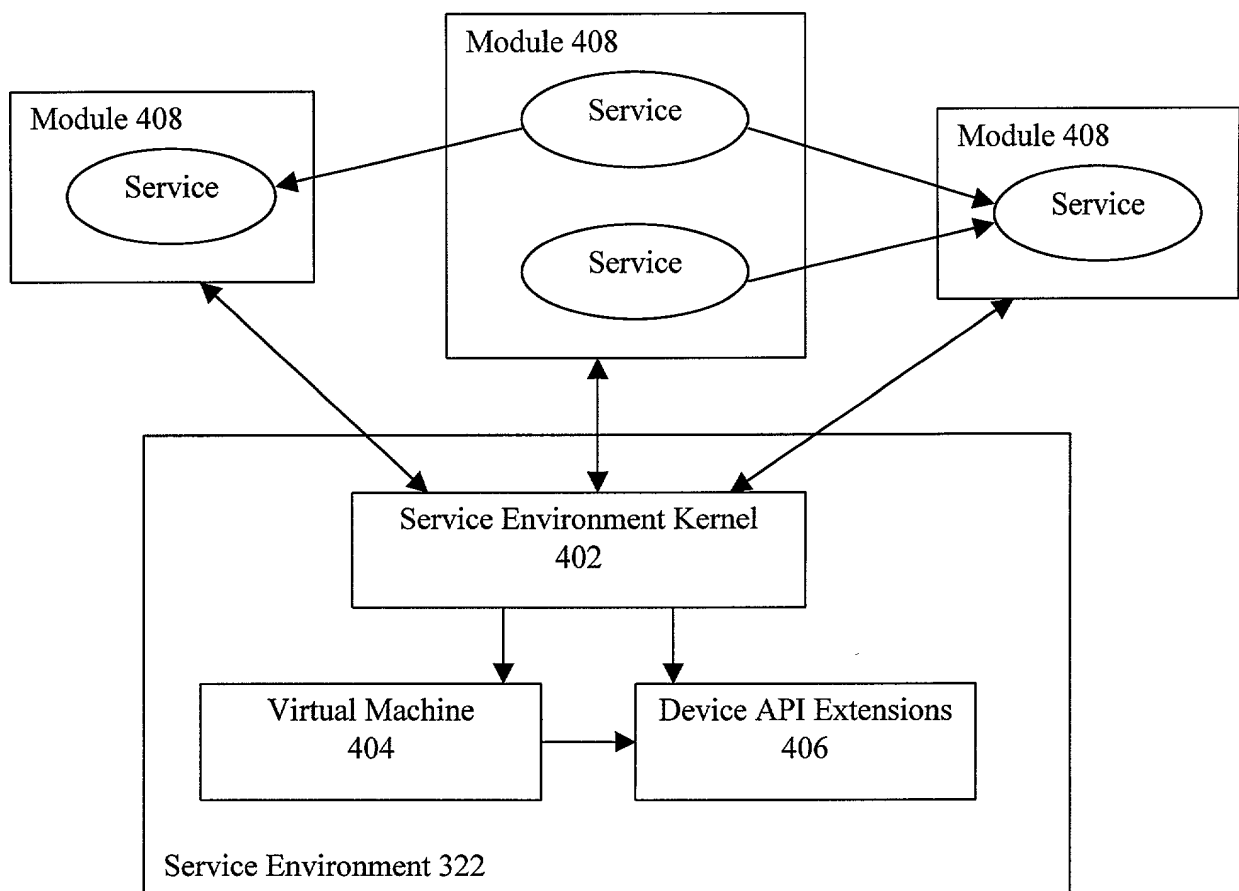 Module 408
Service
Module 408
Service
Service
Module 408
Service
Service Environment Kernel
402
Virtual Machine
404
Device API Extensions
406
Service Environment 322